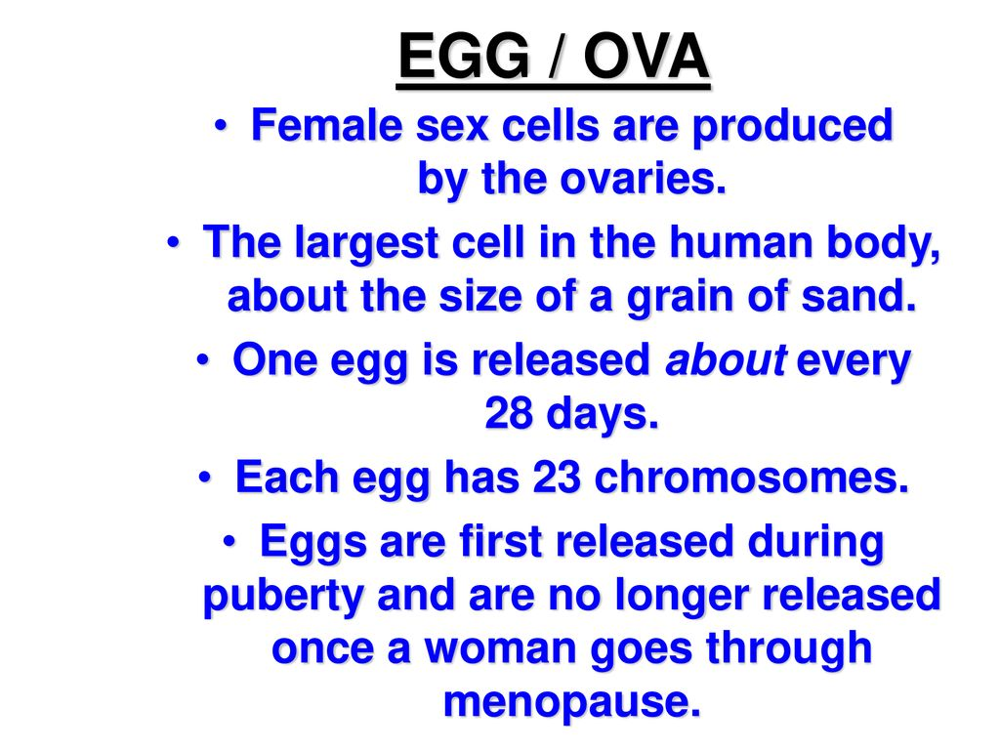 EGG / OVA
• Female sex cells are produced
by the ovaries.
• The largest cell in the human body,
about the size of a grain of sand.
• One egg is released about every
28 days.
• Each egg has 23 chromosomes.
• Eggs are first released during
puberty and are no longer released
once a woman goes through
menopause.